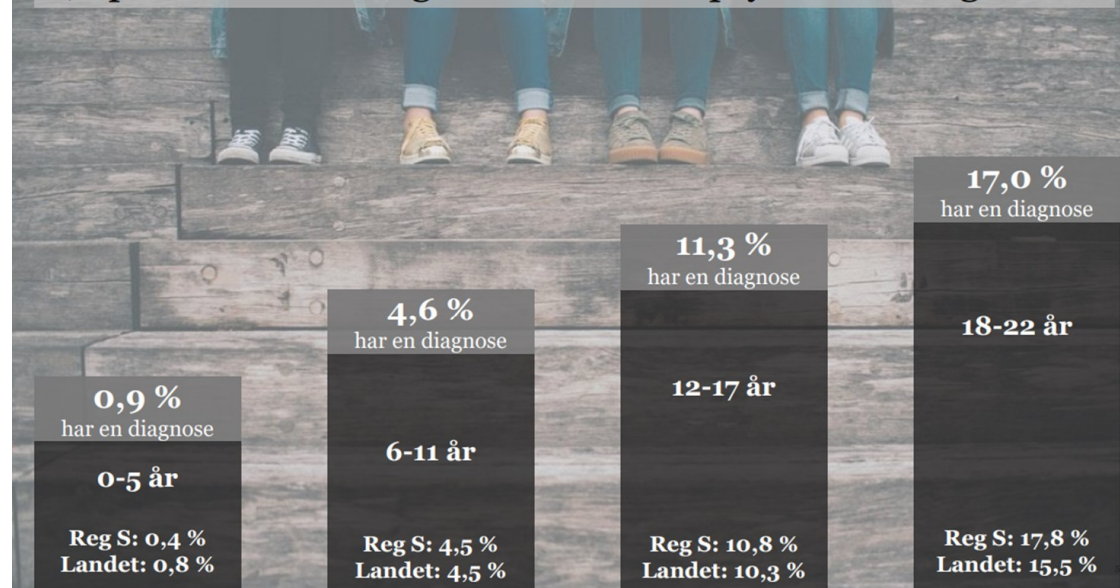 17,0 %
har en diagnose
11,3 %
har en diagnose
4,6 %
har en diagnose
18-22 år
12-17 år
0,9 %
har en diagnose
6-11 år
0-5 år
Reg S: 0,4 %
Landet: 0,8 %
Reg S: 4,5 %
Landet: 4,5 %
Reg S: 10,8 %
Landet: 10,3 %
Reg S: 17,8 %
Landet: 15,5 %